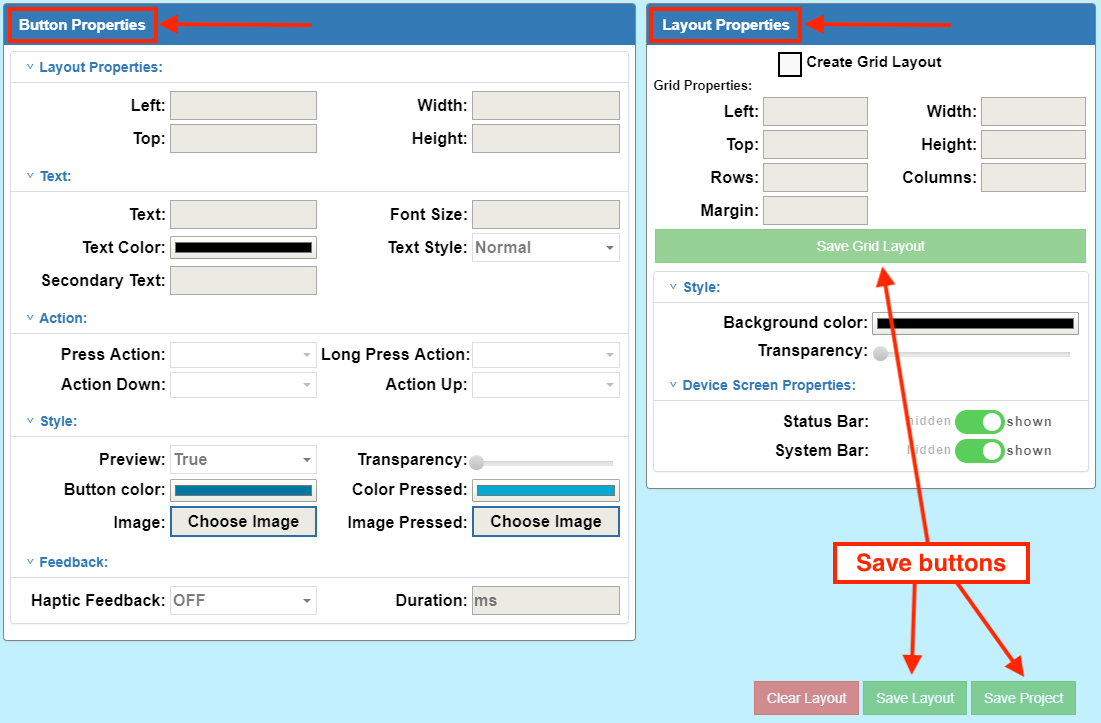 Button Properties
Layout Properties:
Left:
Width:
Top:
Height:
Text:
Text:
Font Size:
Text Color:
Text Style: Normal
Secondary Text:
Action:
Press Action:
Long Press Action:
Action Down:
Action Up:
Style:
Preview: True
Transparency:
Button color:
Color Pressed:
Image: Choose Image
Image Pressed: Choose Image
Feedback:
Haptic Feedback: OFF
Duration: ms
Layout Properties
Create Grid Layout
Grid Properties:
Left:
Width:
Top:
Height:
Rows:
Columns:
Margin:
Save Grid Layout
Style:
Background color:
Transparency:
Device Screen Properties:
Status Bar: hidden shown
System Bar: hidden shown
Save buttons
Clear Layout
Save Layout
Save Project